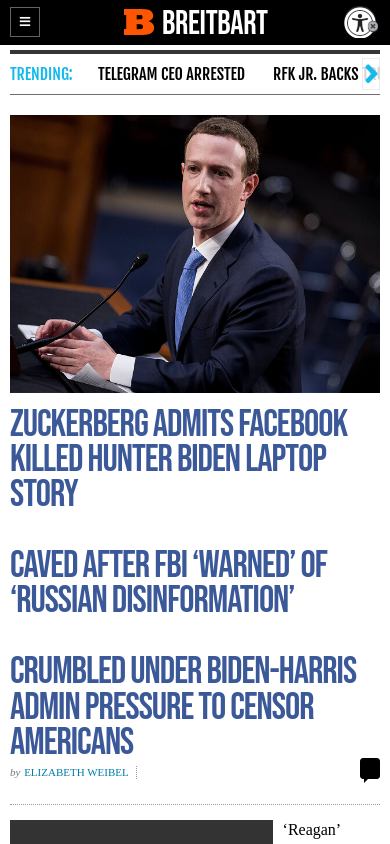 BREITBART
TRENDING: TELEGRAM CEO ARRESTED RFK JR. BACKS
ZUCKERBERG ADMITS FACEBOOK
KILLED HUNTER BIDEN LAPTOP
STORY
CAVED AFTER FBI ‘WARNED’ OF
‘RUSSIAN DISINFORMATION’
CRUMBLED UNDER BIDEN-HARRIS
ADMIN PRESSURE TO CENSOR
AMERICANS
by ELIZABETH WEIBEL
‘Reagan’